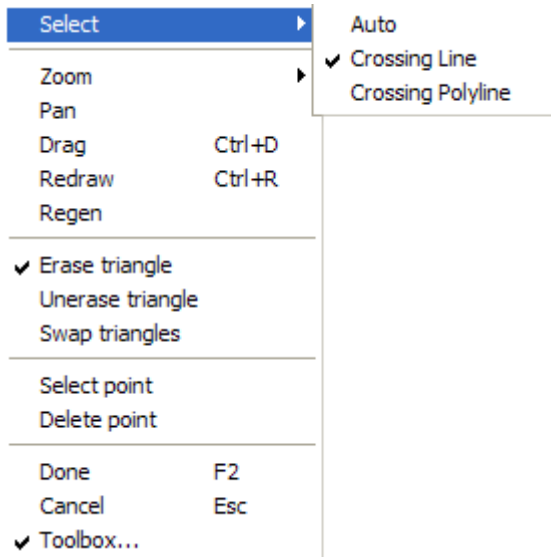 Select
Auto
Crossing Line
Crossing Polyline
Zoom
Pan
Drag Ctrl+D
Redraw Ctrl+R
Regen
Erase triangle
Unerase triangle
Swap triangles
Select point
Delete point
Done F2
Cancel Esc
Toolbox...